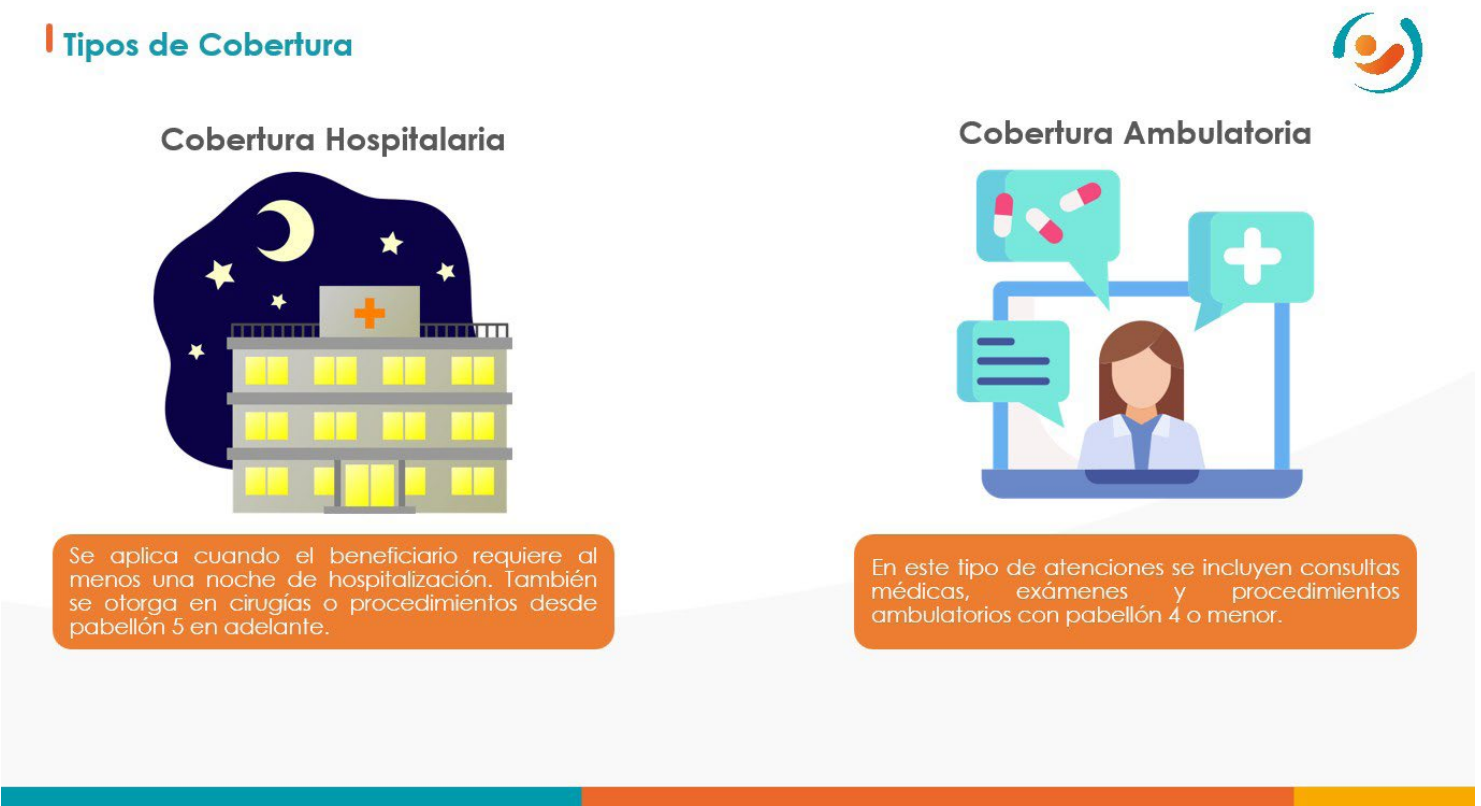 Tipos de Cobertura
Cobertura Hospitalaria
Se aplica cuando el beneficiario requiere al
menos una noche de hospitalización. También
se otorga en cirugías o procedimientos desde
pabellón 5 en adelante.
Cobertura Ambulatoria
En este tipo de atenciones se incluyen consultas
médicas, exámenes y procedimientos
ambulatorios con pabellón 4 o menor.